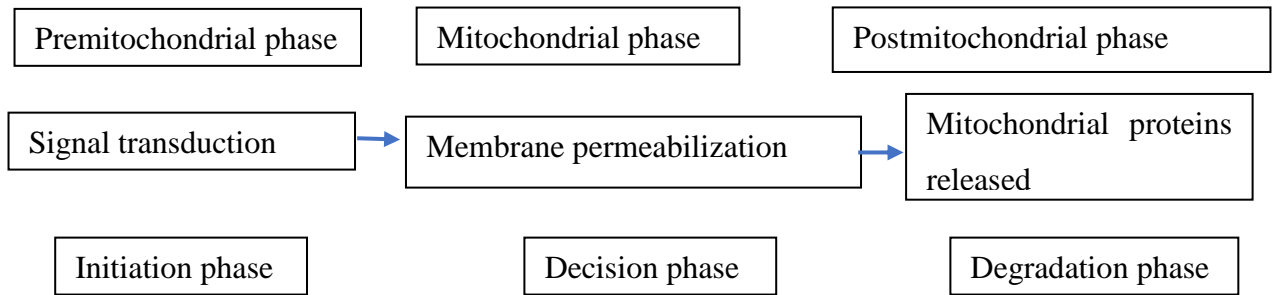 Premitochondrial phase
Mitochondrial phase
Postmitochondrial phase
Signal transduction
Membrane permeabilization
Mitochondrial proteins
released
Initiation phase
Decision phase
Degradation phase